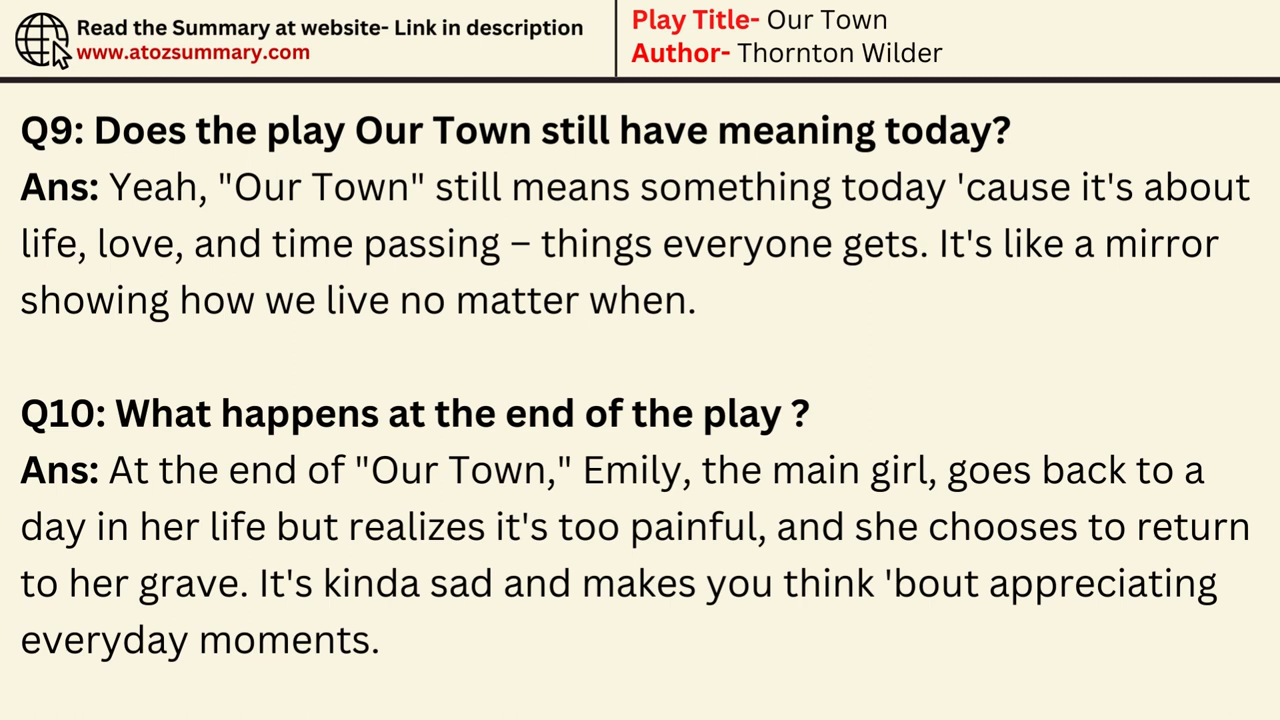 Read the Summary at website- Link in description
www.atozsummary.com
Play Title- Our Town
Author- Thornton Wilder
Q9: Does the play Our Town still have meaning today?
Ans: Yeah, "Our Town" still means something today 'cause it's about
life, love, and time passing – things everyone gets. It's like a mirror
showing how we live no matter when.
Q10: What happens at the end of the play ?
Ans: At the end of "Our Town," Emily, the main girl, goes back to a
day in her life but realizes it's too painful, and she chooses to return
to her grave. It's kinda sad and makes you think 'bout appreciating
everyday moments.